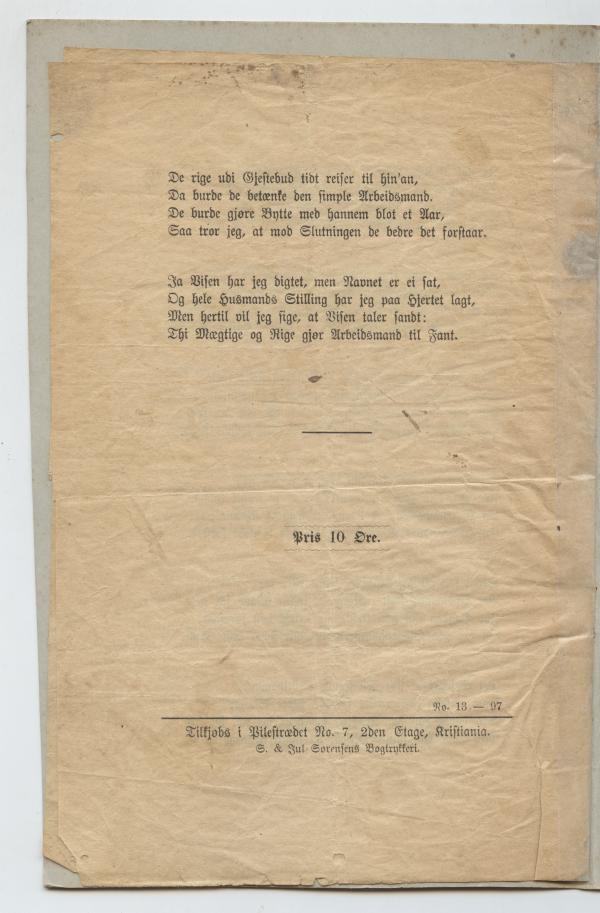 De rige udi Gjestebud tidt reiser til hin'an,
Da burde de betænke den simple Arbeidsmand.
De burde gjøre Bytte med hannem blot et Aar,
Saa tror jeg, at mod Slutningen de bedre det forstaar.
Ja Visen har jeg digtet, men Navnet er ei sat,
Og hele Husmands Stilling har jeg paa Hjertet lagt,
Men hertil vil jeg sige, at Visen taler sandt:
Thi Mægtige og Rige gjør Arbeidsmand til Fant.
Pris 10 Øre.
No. 13 — 97
Tilkjøbs i Pilestrædet No. 7, 2den Etage, Kristiania.
S. & Jul Sørensens Bogtrykkeri.